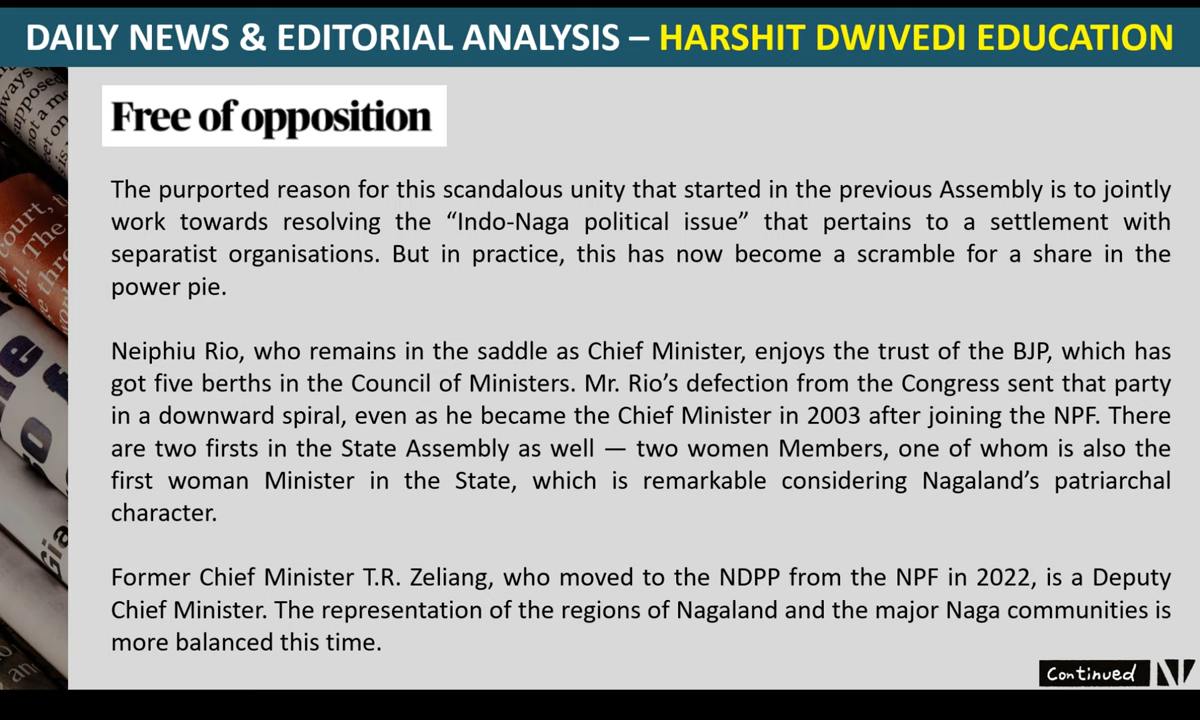 DAILY NEWS & EDITORIAL ANALYSIS – HARSHIT DWIVEDI EDUCATION
Free of opposition
The purported reason for this scandalous unity that started in the previous Assembly is to jointly
work towards resolving the “Indo-Naga political issue” that pertains to a settlement with
separatist organisations. But in practice, this has now become a scramble for a share in the
power pie.
Neiphiu Rio, who remains in the saddle as Chief Minister, enjoys the trust of the BJP, which has
got five berths in the Council of Ministers. Mr. Rio’s defection from the Congress sent that party
in a downward spiral, even as he became the Chief Minister in 2003 after joining the NPF. There
are two firsts in the State Assembly as well — two women Members, one of whom is also the
first woman Minister in the State, which is remarkable considering Nagaland’s patriarchal
character.
Former Chief Minister T.R. Zeliang, who moved to the NDPP from the NPF in 2022, is a Deputy
Chief Minister. The representation of the regions of Nagaland and the major Naga communities is
more balanced this time.
Continued